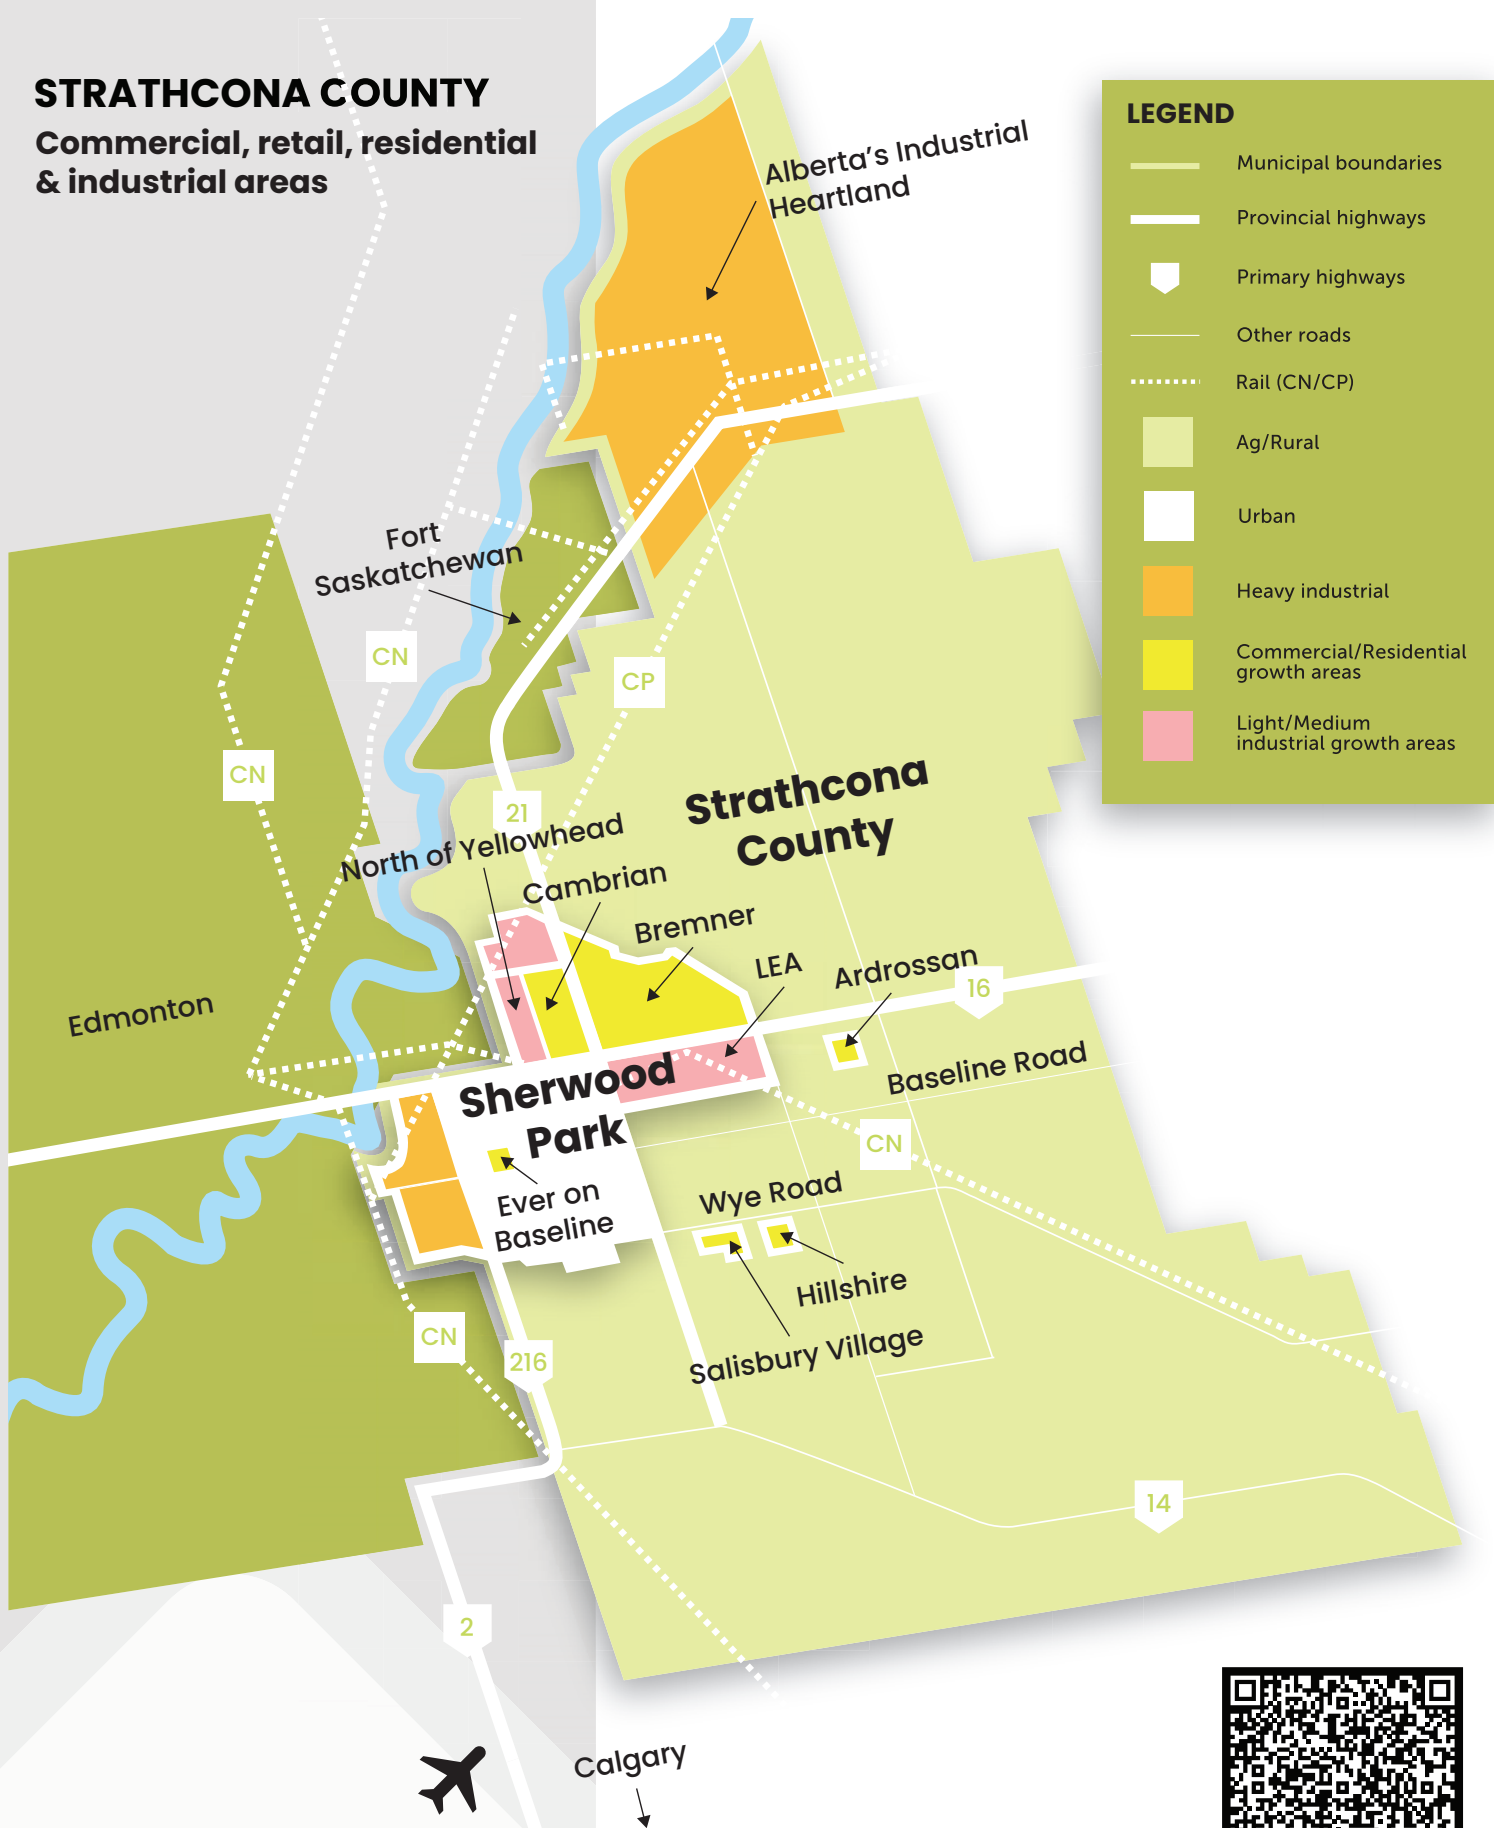 STRATHCONA COUNTY
Commercial, retail, residential
& industrial areas
LEGEND
Municipal boundaries
Provincial highways
Primary highways
Other roads
Rail (CN/CP)
Ag/Rural
Urban
Heavy industrial
Commercial/Residential
growth areas
Light/Medium
industrial growth areas
Alberta's Industrial
Heartland
Fort
Saskatchewan
CN
CP
CN
21
Strathcona
County
North of Yellowhead
Cambrian
Bremner
LEA
Ardrossan
16
Edmonton
Baseline Road
Sherwood
Park
CN
Ever on
Baseline
Wye Road
Hillshire
Salisbury Village
CN
216
14
2
Calgary